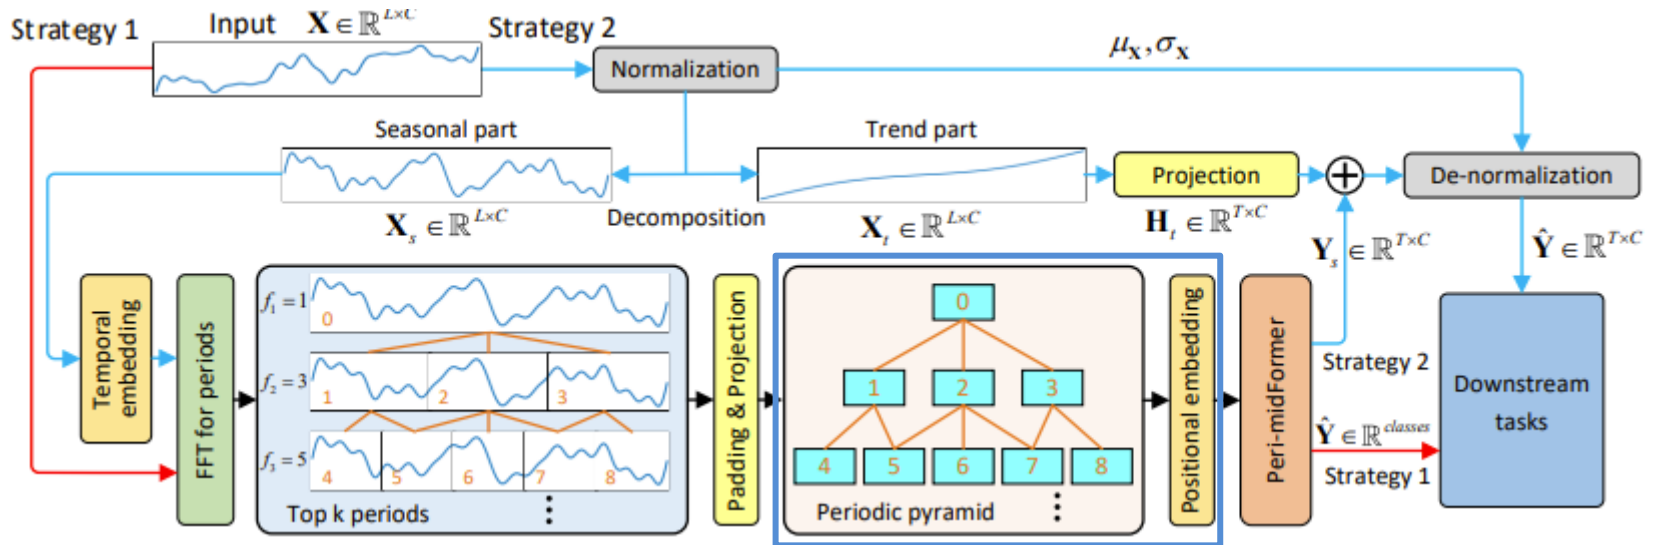 Strategy 1
Input X ∈ ℝ^{L×C}
Strategy 2
Normalization
μ_X, σ_X
Seasonal part
Trend part
Projection
De-normalization
X_s ∈ ℝ^{L×C}
Decomposition
X_t ∈ ℝ^{L×C}
H_t ∈ ℝ^{T×C}
Y_s ∈ ℝ^{T×C}
Ŷ ∈ ℝ^{T×C}
Temporal
embedding
FFT for periods
f_1 = 1
0
f_2 = 3
1 2 3
f_3 = 5
4 5 6 7 8
Top k periods
⋮
Padding & Projection
0
1 2 3
4 5 6 7 8
Periodic pyramid
⋮
Positional embedding
Peri-midFormer
Strategy 2
Ŷ ∈ ℝ^{classes}
Strategy 1
Downstream
tasks